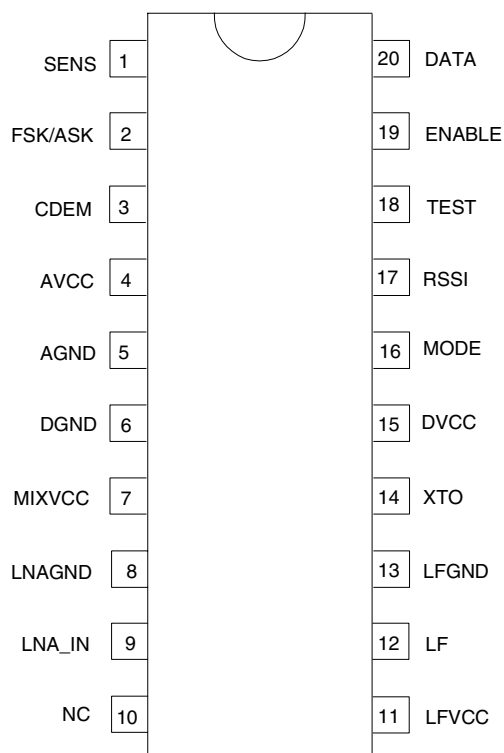 SENS 1 20 DATA
FSK/ASK 2 19 ENABLE
CDEM 3 18 TEST
AVCC 4 17 RSSI
AGND 5 16 MODE
DGND 6 15 DVCC
MIXVCC 7 14 XTO
LNAGND 8 13 LFGND
LNA_IN 9 12 LF
NC 10 11 LFVCC